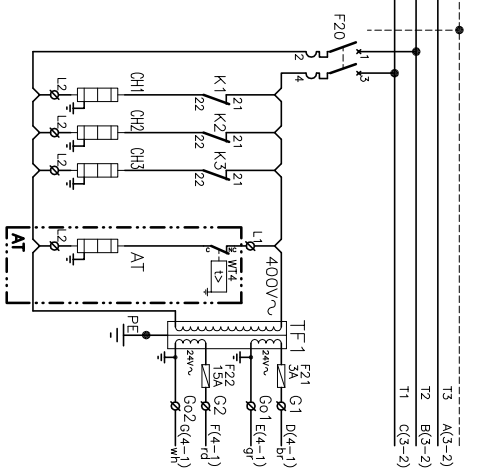 F20
2
1
4
3
L2
CH1
K1
22
21
L2
CH2
K2
22
21
L2
CH3
K3
22
21
AT
L2
AT
C
NC
WT4
t>
L1
400V~
TF1
PE
24V~
F22
15A
24V~
F21
3A
Go2
G2
Go1
G1
G(4-1)
F(4-1)
E(4-1)
D(4-1)
wh
rd
gr
br
T1
T2
T3
C(3-2)
B(3-2)
A(3-2)